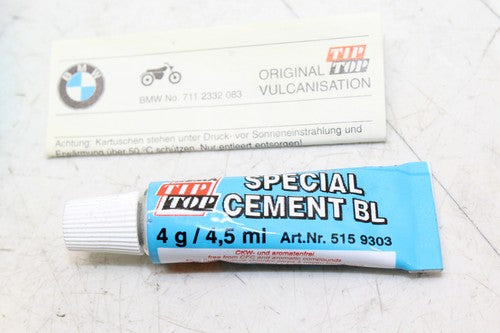 BMW
BMW No. 711 2332 083
ORIGINAL TIP TOP
VULCANISATION
Achtung: Kartuschen stehen unter Druck- vor Sonneneinstrahlung und
Erwärmung über 50 °C schützen. Nur entleert entsorgen!
TIP
TOP
SPECIAL
CEMENT BL
4 g / 4,5 ml Art.Nr. 515 9303
CKW- und aromatenfrei
free from CFC and aromatic compounds